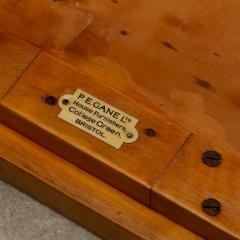 P.E.GANE LTD
House Furnishers,
College Green.
BRISTOL.